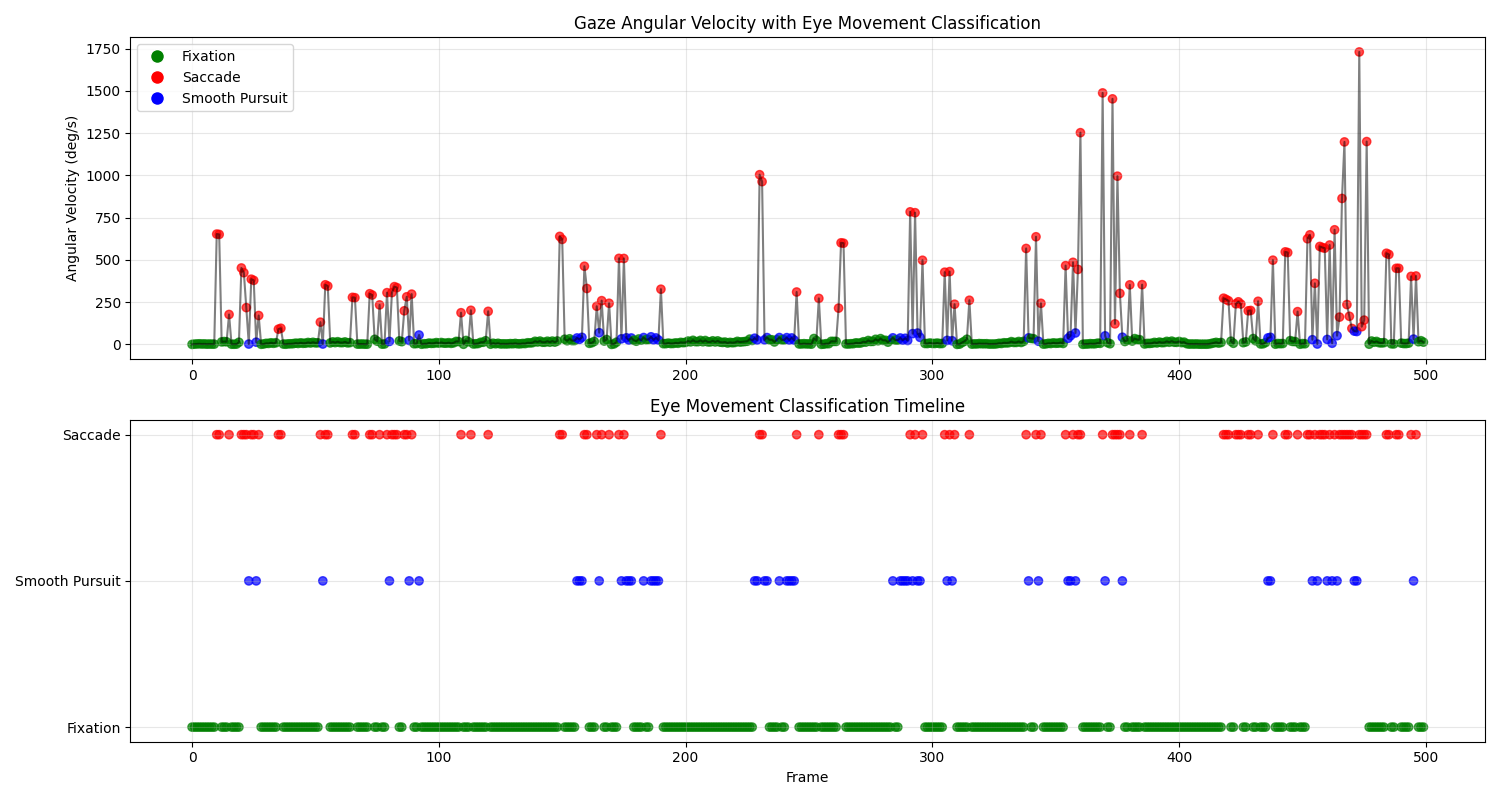 Gaze Angular Velocity with Eye Movement Classification
Angular Velocity (deg/s)
1750
1500
1250
1000
750
500
250
0
Fixation
Saccade
Smooth Pursuit
0 100 200 300 400 500
Eye Movement Classification Timeline
Saccade
Smooth Pursuit
Fixation
0 100 200 300 400 500
Frame